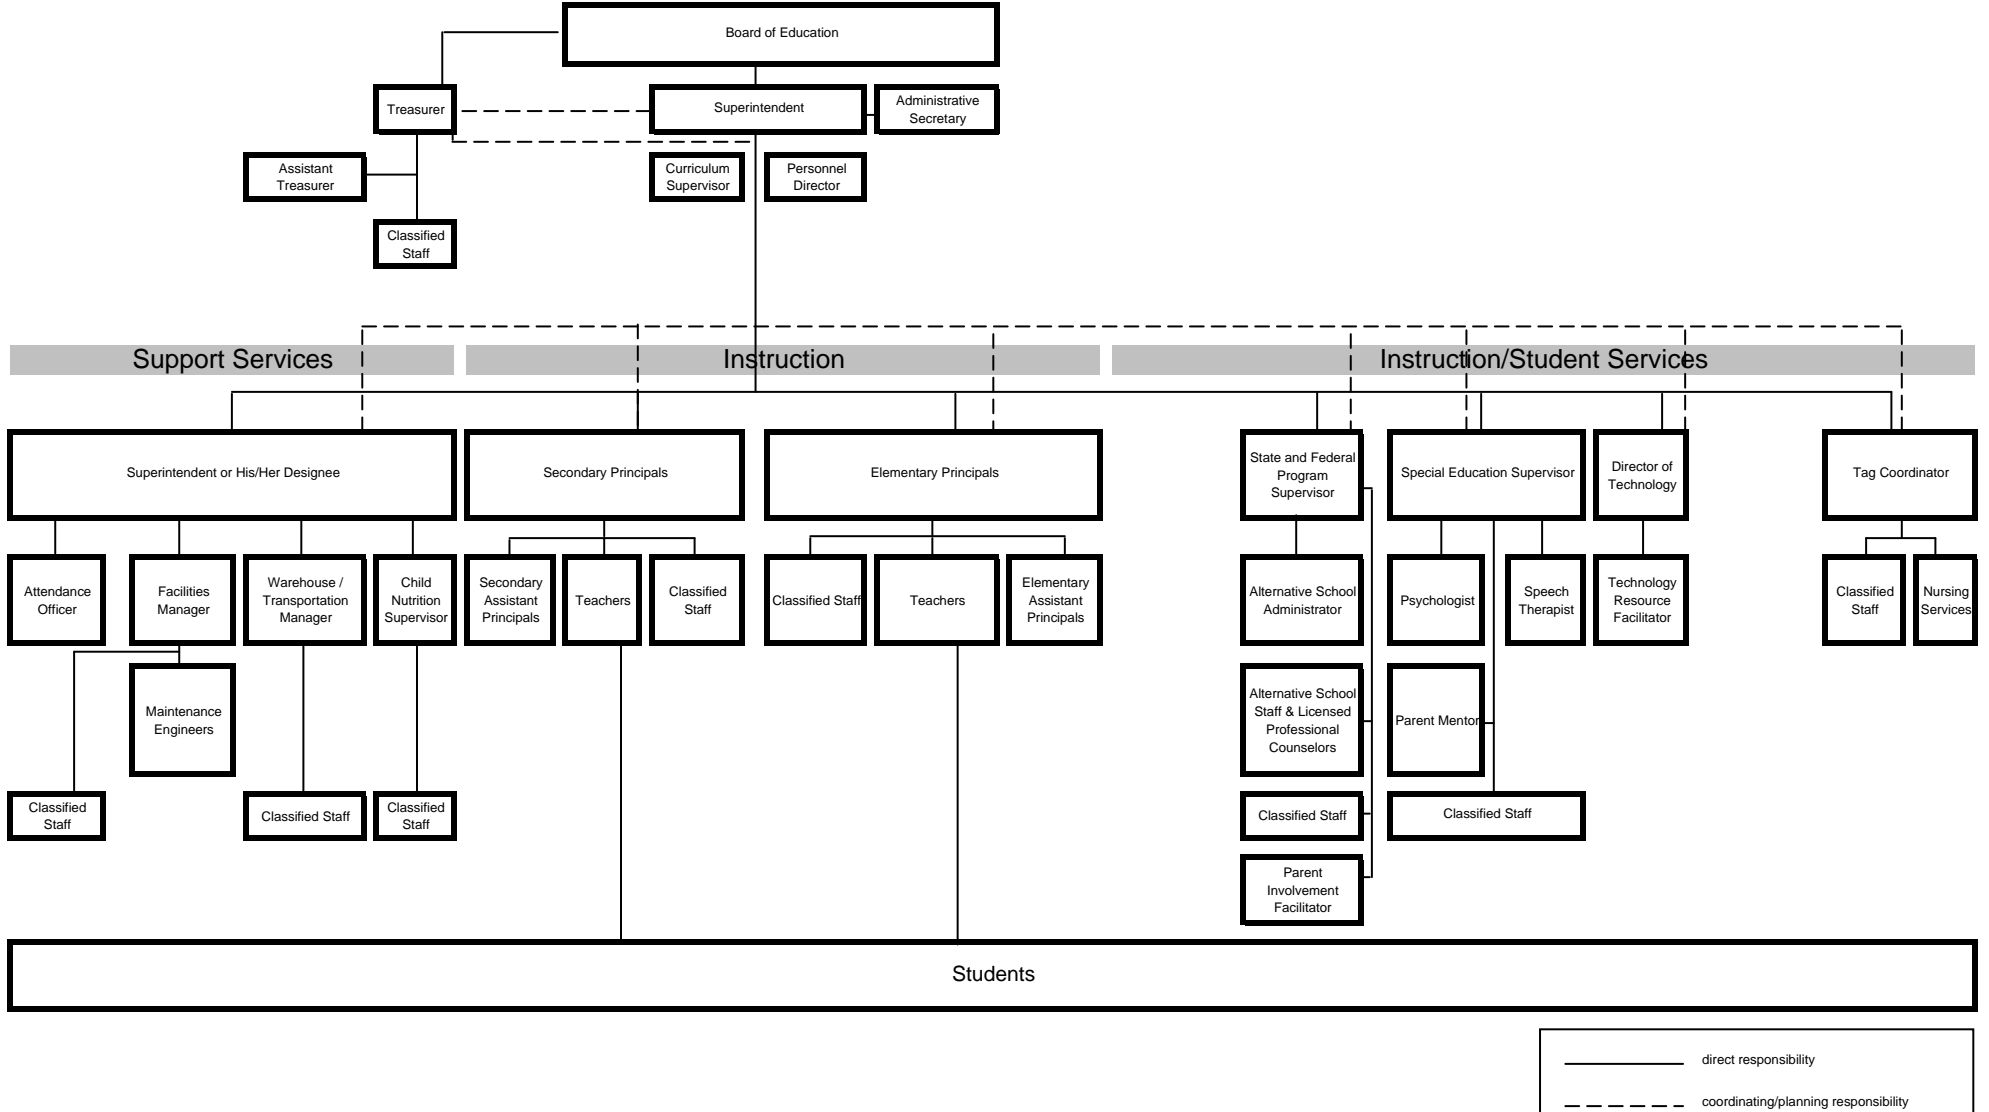 Board of Education
Treasurer
Superintendent
Administrative
Secretary
Assistant
Treasurer
Curriculum
Supervisor
Personnel
Director
Classified
Staff
Support Services
Instruction
Instruction/Student Services
Superintendent or His/Her Designee
Secondary Principals
Elementary Principals
State and Federal
Program
Supervisor
Special Education Supervisor
Director of
Technology
Tag Coordinator
Attendance
Officer
Facilities
Manager
Warehouse /
Transportation
Manager
Child
Nutrition
Supervisor
Secondary
Assistant
Principals
Teachers
Classified
Staff
Classified Staff
Teachers
Elementary
Assistant
Principals
Alternative School
Administrator
Psychologist
Speech
Therapist
Technology
Resource
Facilitator
Classified
Staff
Nursing
Services
Maintenance
Engineers
Alternative School
Staff & Licensed
Professional
Counselors
Parent Mentor
Classified
Staff
Classified Staff
Classified
Staff
Classified Staff
Classified Staff
Parent
Involvement
Facilitator
Students
direct responsibility
coordinating/planning responsibility